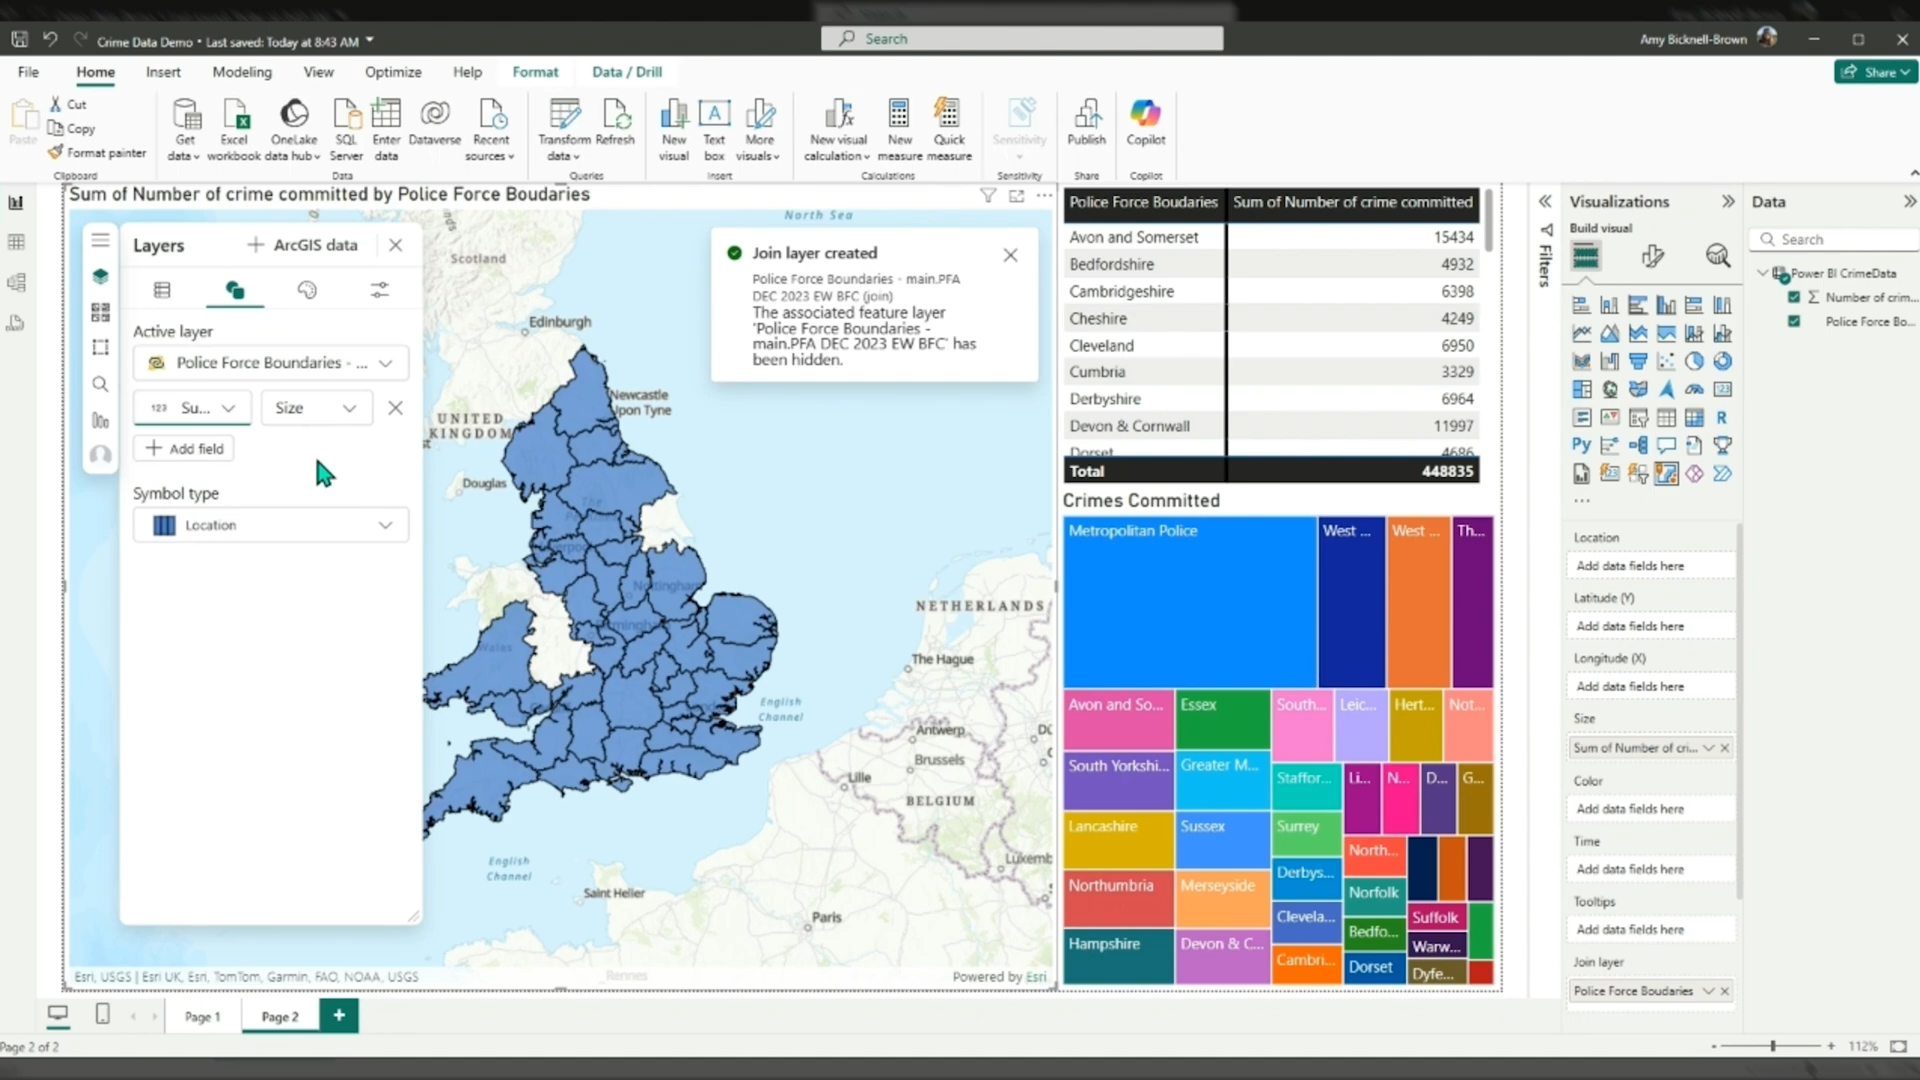 Crime Data Demo • Last saved: Today at 8:43 AM
Search
Amy Bicknell-Brown
File
Home
Insert
Modeling
View
Optimize
Help
Format
Data / Drill
Share
Paste
Cut
Copy
Format painter
Clipboard
Get data
Excel workbook
OneLake data hub
SQL Server
Enter data
Dataverse
Recent sources
Data
Transform data
Refresh
Queries
New visual
Text box
More visuals
Insert
New visual calculation
New measure
Quick measure
Calculations
Sensitivity
Sensitivity
Publish
Share
Copilot
Copilot
Sum of Number of crime committed by Police Force Boudaries
Layers
ArcGIS data
Active layer
Police Force Boundaries - ...
123 Su...
Size
Add field
Symbol type
Location
Join layer created
Police Force Boundaries - main.PFA
DEC 2023 EW BFC (join)
The associated feature layer
'Police Force Boundaries -
main.PFA DEC 2023 EW BFC' has
been hidden.
North Sea
Scotland
Edinburgh
Newcastle
Upon Tyne
UNITED
KINGDOM
Douglas
Nottingham
Wales
NETHERLANDS
The Hague
English
Channel
Antwerp
Brussels
Lille
BELGIUM
Luxemb
English
Channel
Saint Helier
Paris
Rennes
Esri, USGS | Esri UK, Esri, TomTom, Garmin, FAO, NOAA, USGS
Powered by Esri
Police Force Boudaries Sum of Number of crime committed
Avon and Somerset 15434
Bedfordshire 4932
Cambridgeshire 6398
Cheshire 4249
Cleveland 6950
Cumbria 3329
Derbyshire 6964
Devon & Cornwall 11997
Dorset 4686
Total 448835
Crimes Committed
Metropolitan Police
West ...
West ...
Th...
Avon and So...
Essex
South...
Leic...
Hert...
Not...
South Yorkshi...
Greater M...
Staffor...
Li...
N...
D...
G...
Lancashire
Sussex
Surrey
North...
Northumbria
Merseyside
Derbys...
Norfolk
Clevela...
Suffolk
Bedfo...
Hampshire
Devon & C...
Cambri...
Warw...
Dorset
Dyfe...
Filters
Visualizations
Build visual
R
Py
123
Location
Add data fields here
Latitude (Y)
Add data fields here
Longitude (X)
Add data fields here
Size
Sum of Number of cri...
Color
Add data fields here
Time
Add data fields here
Tooltips
Add data fields here
Join layer
Police Force Boudaries
Data
Search
Power BI CrimeData
Σ Number of crim...
Police Force Bo...
Page 1
Page 2
Page 2 of 2
112%